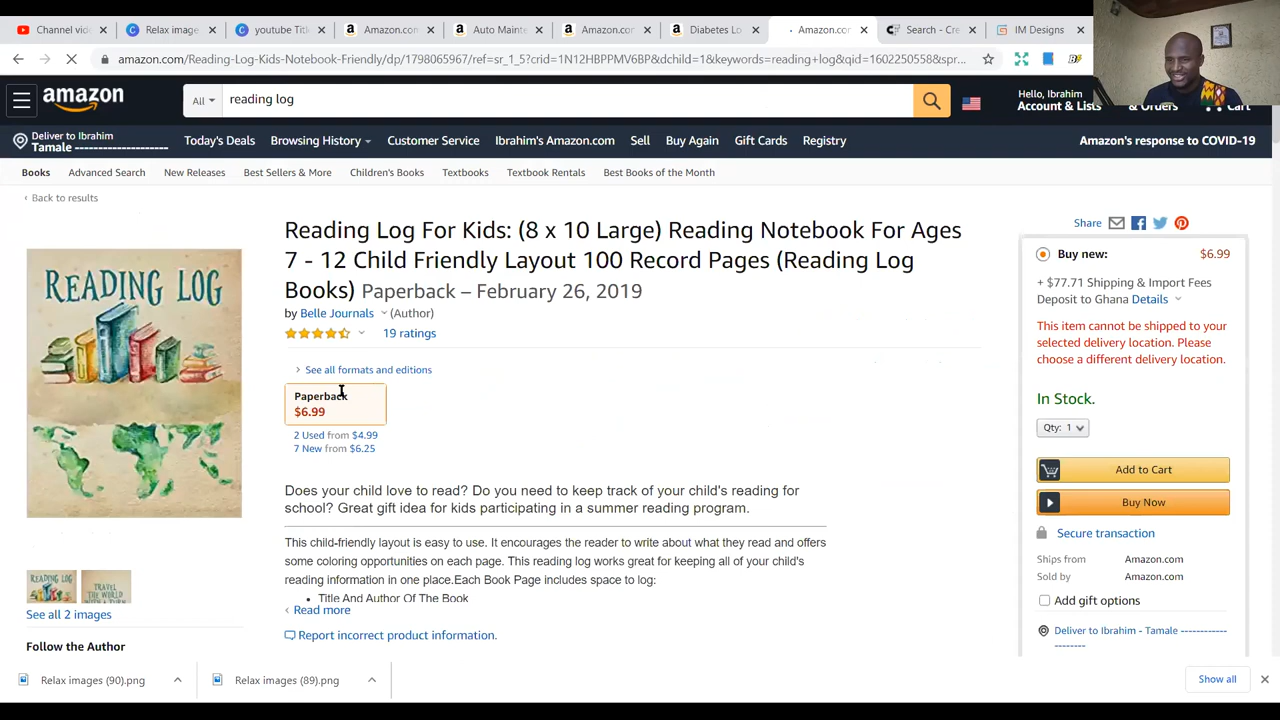 Channel vide
Relax image
youtube Titl
Amazon.com
Auto Mainte
Amazon.com
Diabetes Lo
Amazon.com
Search - Cre
IM Designs
amazon.com/Reading-Log-Kids-Notebook-Friendly/dp/1798065967/ref=sr_1_5?crid=1N12HBPPMV6BP&dchild=1&keywords=reading+log&qid=1602250558&spr...
amazon
All
reading log
Hello, Ibrahim
Account & Lists
& Orders
Cart
Deliver to Ibrahim
Tamale --------------------
Today's Deals
Browsing History
Customer Service
Ibrahim's Amazon.com
Sell
Buy Again
Gift Cards
Registry
Amazon's response to COVID-19
Books
Advanced Search
New Releases
Best Sellers & More
Children's Books
Textbooks
Textbook Rentals
Best Books of the Month
‹ Back to results
READING LOG
READING LOG
TRAVEL THE WORLD
See all 2 images
Follow the Author
Reading Log For Kids: (8 x 10 Large) Reading Notebook For Ages
7 - 12 Child Friendly Layout 100 Record Pages (Reading Log
Books) Paperback – February 26, 2019
by Belle Journals (Author)
19 ratings
See all formats and editions
Paperback
$6.99
2 Used from $4.99
7 New from $6.25
Does your child love to read? Do you need to keep track of your child's reading for
school? Great gift idea for kids participating in a summer reading program.
This child-friendly layout is easy to use. It encourages the reader to write about what they read and offers
some coloring opportunities on each page. This reading log works great for keeping all of your child's
reading information in one place.Each Book Page includes space to log:
• Title And Author Of The Book
Read more
Report incorrect product information.
Share
Buy new: $6.99
+ $77.71 Shipping & Import Fees
Deposit to Ghana Details
This item cannot be shipped to your
selected delivery location. Please
choose a different delivery location.
In Stock.
Qty: 1
Add to Cart
Buy Now
Secure transaction
Ships from Amazon.com
Sold by Amazon.com
Add gift options
Deliver to Ibrahim - Tamale ------------
-------
Relax images (90).png
Relax images (89).png
Show all